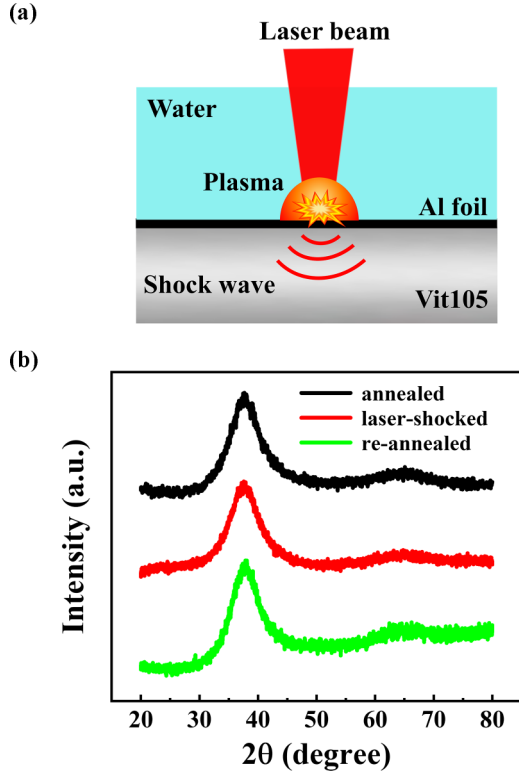 (a)
Laser beam
Water
Plasma
Al foil
Shock wave
Vit105
(b)
annealed
laser-shocked
re-annealed
Intensity (a.u.)
20 30 40 50 60 70 80
2θ (degree)